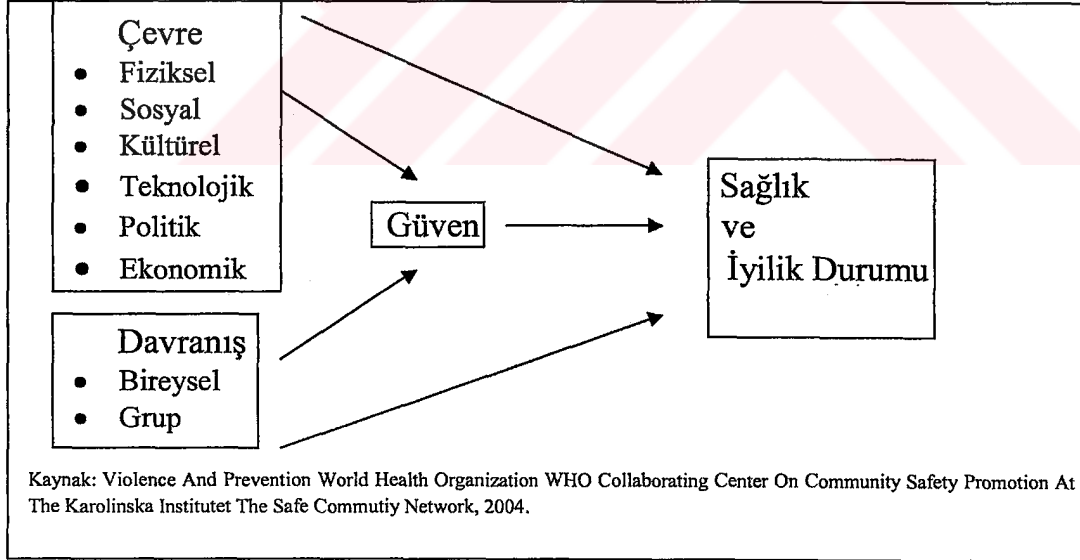 Çevre
• Fiziksel
• Sosyal
• Kültürel
• Teknolojik
• Politik
• Ekonomik
Güven
Sağlık
ve
İyilik Durumu
Davranış
• Bireysel
• Grup
Kaynak: Violence And Prevention World Health Organization WHO Collaborating Center On Community Safety Promotion At
The Karolinska Institutet The Safe Commutiy Network, 2004.